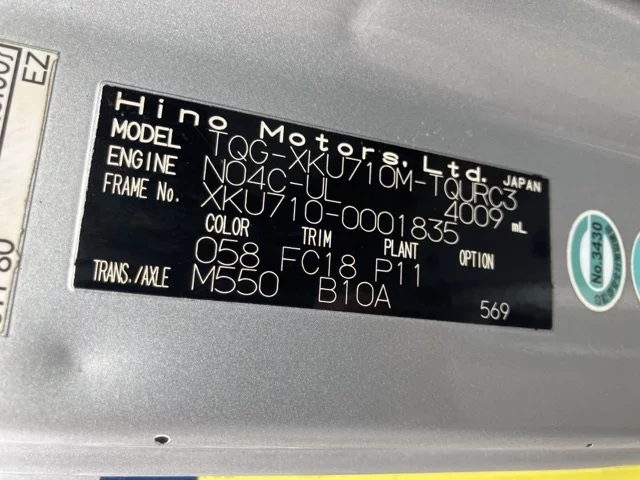 Hino Motors, Ltd. JAPAN
MODEL TQG-XKU710M-TQURC3
ENGINE N04C-UL 4009 mL
FRAME No. XKU710-0001835
COLOR TRIM PLANT OPTION
058 FC18 P11
TRANS./AXLE M550 B10A
569
EZ
No.3430